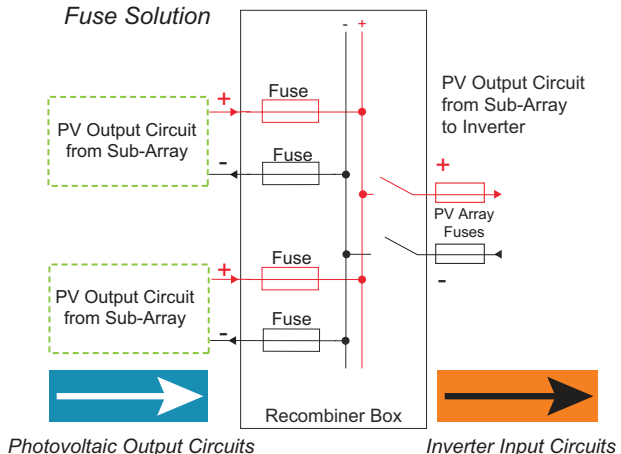 Fuse Solution
- +
Fuse
+
PV Output Circuit
from Sub-Array
-
Fuse
PV Output Circuit
from Sub-Array
to Inverter
+
PV Array
Fuses
-
Fuse
+
PV Output Circuit
from Sub-Array
-
Fuse
Recombiner Box
Photovoltaic Output Circuits
Inverter Input Circuits